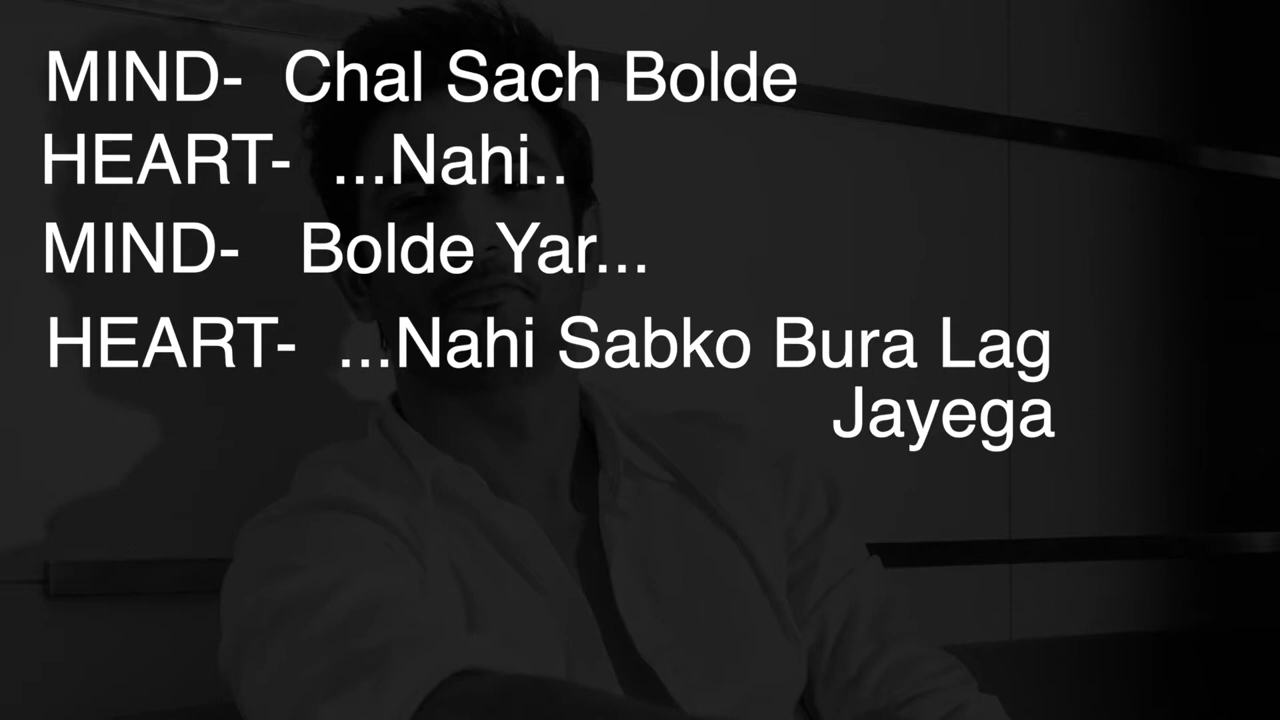 MIND- Chal Sach Bolde
HEART- ...Nahi..
MIND- Bolde Yar...
HEART- ...Nahi Sabko Bura Lag
Jayega